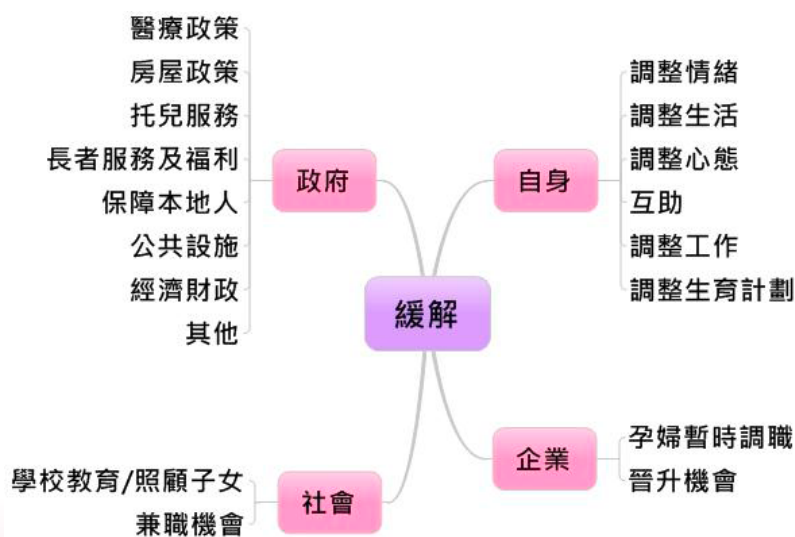 緩解
政府
醫療政策
房屋政策
托兒服務
長者服務及福利
保障本地人
公共設施
經濟財政
其他
自身
調整情緒
調整生活
調整心態
互助
調整工作
調整生育計劃
社會
學校教育/照顧子女
兼職機會
企業
孕婦暫時調職
晉升機會